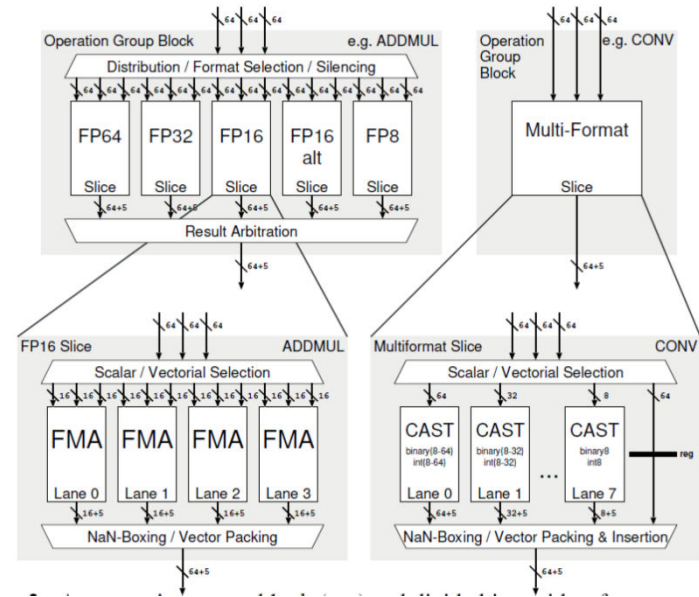 64 64 64
64 64 64
Operation Group Block
e.g. ADDMUL
Operation
Group
Block
e.g. CONV
Distribution / Format Selection / Silencing
64 64 64 64 64 64 64 64 64 64 64 64 64 64 64
FP64
FP32
FP16
FP16
alt
FP8
Multi-Format
Slice
Slice
Slice
Slice
Slice
Slice
64+5 64+5 64+5 64+5 64+5
Result Arbitration
64+5
64+5
FP16 Slice
64 64 64
ADDMUL
Multiformat Slice
64 64 64
CONV
Scalar / Vectorial Selection
Scalar / Vectorial Selection
16 16 16 16 16 16 16 16 16 16 16 16
64 32 8 64
FMA
FMA
FMA
FMA
CAST
binary(8-64)
int(8-64)
CAST
binary(8-32)
int(8-32)
...
CAST
binary8
int8
reg
Lane 0
Lane 1
Lane 2
Lane 3
Lane 0
Lane 1
Lane 7
16+5 16+5 16+5 16+5
64+5 32+5 8+5
NaN-Boxing / Vector Packing
NaN-Boxing / Vector Packing & Insertion
64+5
64+5